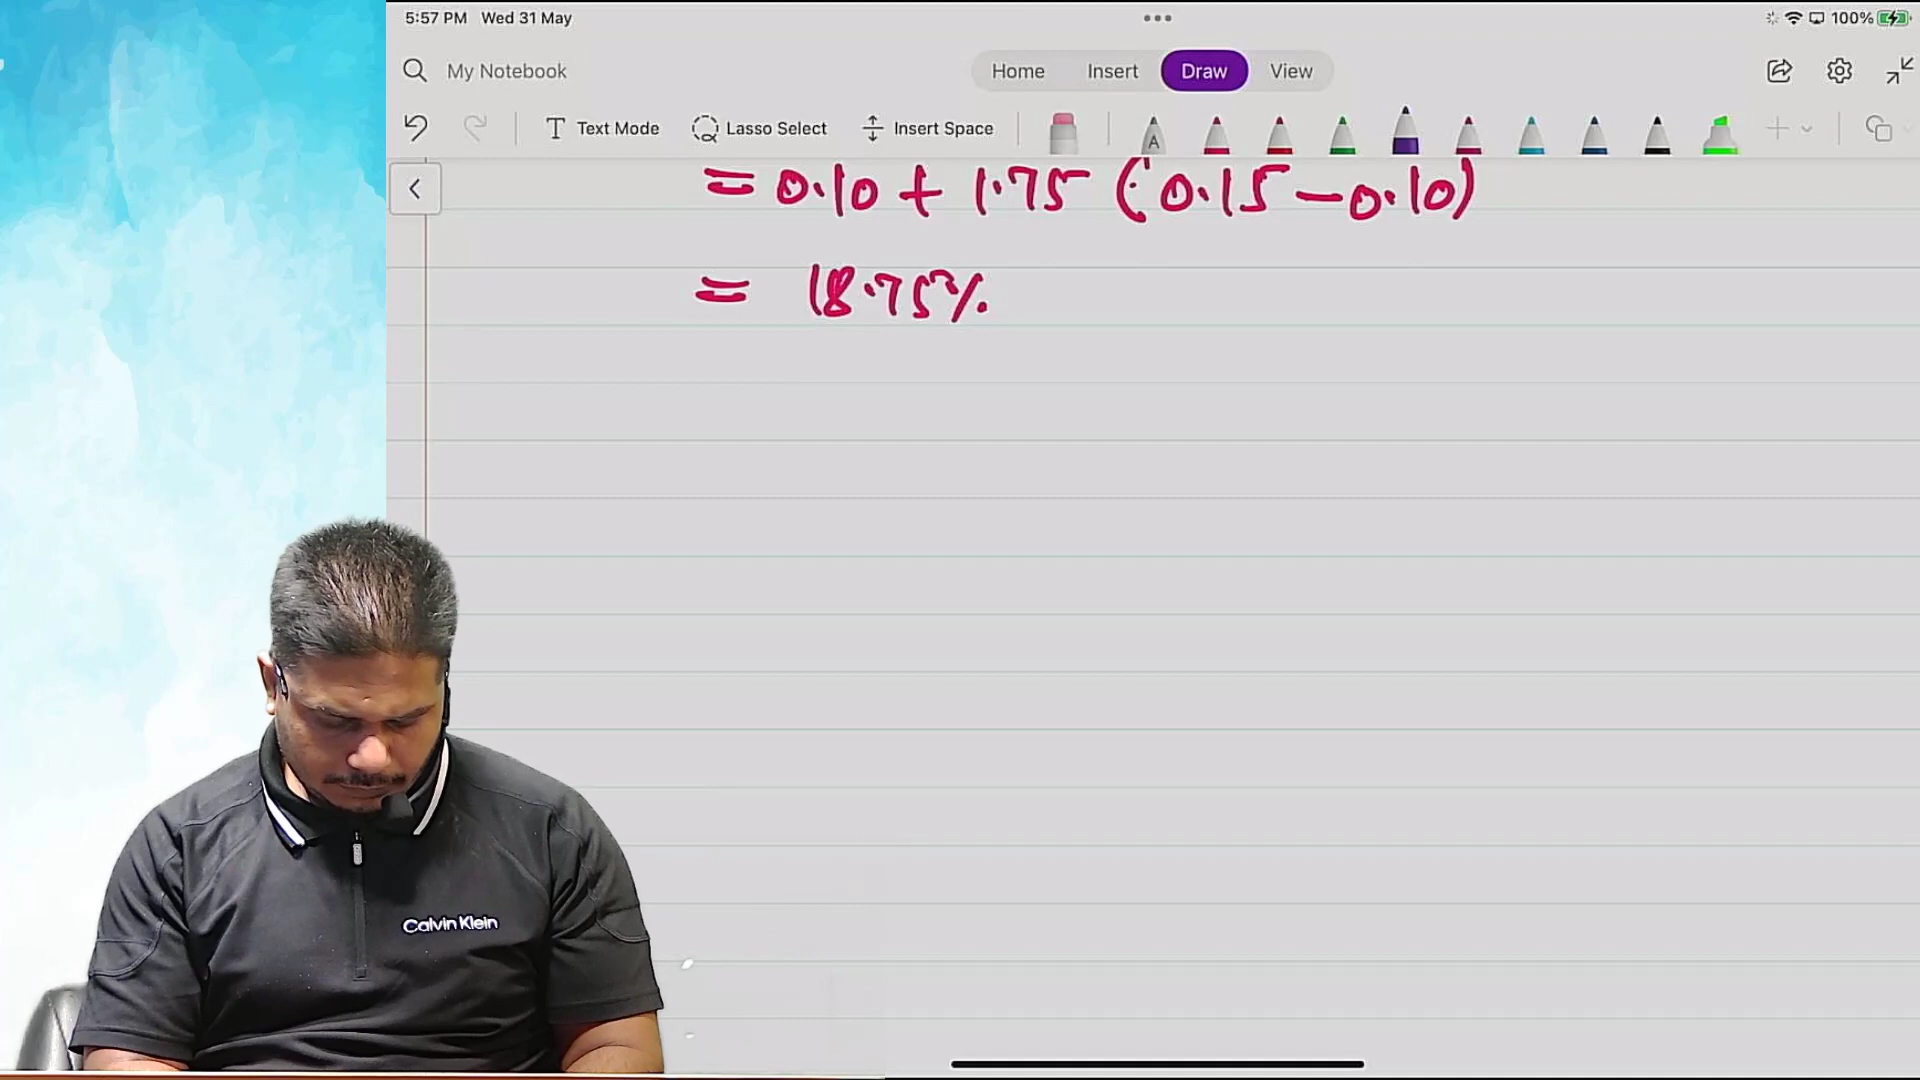 5:57 PM Wed 31 May
100%
My Notebook
Home Insert Draw View
Text Mode Lasso Select Insert Space
A
= 0.10 + 1.75 (0.15 – 0.10)
= 18.75%
Calvin Klein